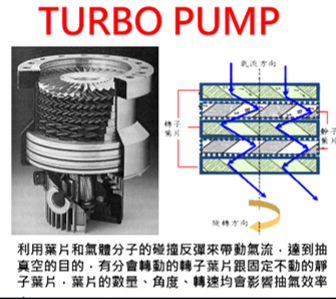 TURBO PUMP
氣流方向
轉子
葉片
靜子
葉片
旋轉方向
利用葉片和氣體分子的碰撞反彈來帶動氣流，達到抽
真空的目的，有分會轉動的轉子葉片跟固定不動的靜
子葉片，葉片的數量、角度、轉速均會影響抽氣效率